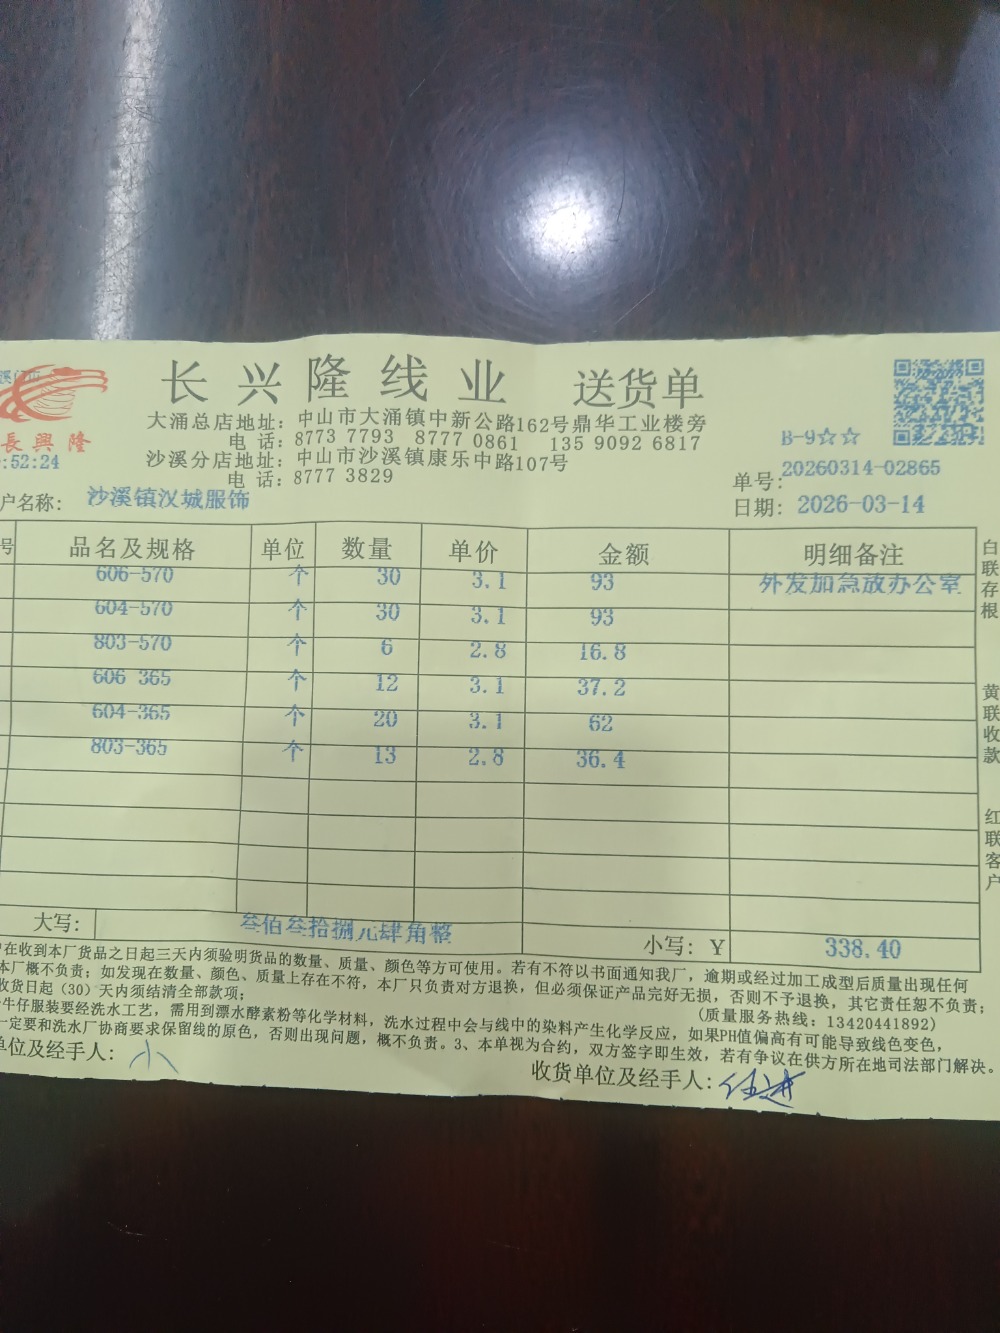 长兴隆线业 送货单
長興隆
大涌总店地址：中山市大涌镇中新公路162号鼎华工业楼旁
电 话：8773 7793 8777 0861 135 9092 6817
沙溪分店地址：中山市沙溪镇康乐中路107号
电 话：8777 3829
B-9☆☆
:52:24
单号：20260314-02865
户名称： 沙溪镇汉城服饰
日期： 2026-03-14
号 品名及规格 单位 数量 单价 金额 明细备注
606-570 个 30 3.1 93 外发加急放办公室
604-570 个 30 3.1 93
803-570 个 6 2.8 16.8
606 365 个 12 3.1 37.2
604-365 个 20 3.1 62
803-365 个 13 2.8 36.4
大写： 叁佰叁拾捌元肆角整 小写：Y 338.40
白联存根
黄联收款
红联客户
在收到本厂货品之日起三天内须验明货品的数量、质量、颜色等方可使用。若有不符以书面通知我厂，逾期或经过加工成型后质量出现任何
本厂概不负责；如发现在数量、颜色、质量上存在不符，本厂只负责对方退换，但必须保证产品完好无损，否则不予退换，其它责任恕不负责；
收货日起（30）天内须结清全部款项；
（质量服务热线：13420441892）
牛仔服装要经洗水工艺，需用到漂水酵素粉等化学材料，洗水过程中会与线中的染料产生化学反应，如果PH值偏高有可能导致线色变色，
一定要和洗水厂协商要求保留线的原色，否则出现问题，概不负责。3、本单视为合约，双方签字即生效，若有争议在供方所在地司法部门解决。
单位及经手人： 小
收货单位及经手人：